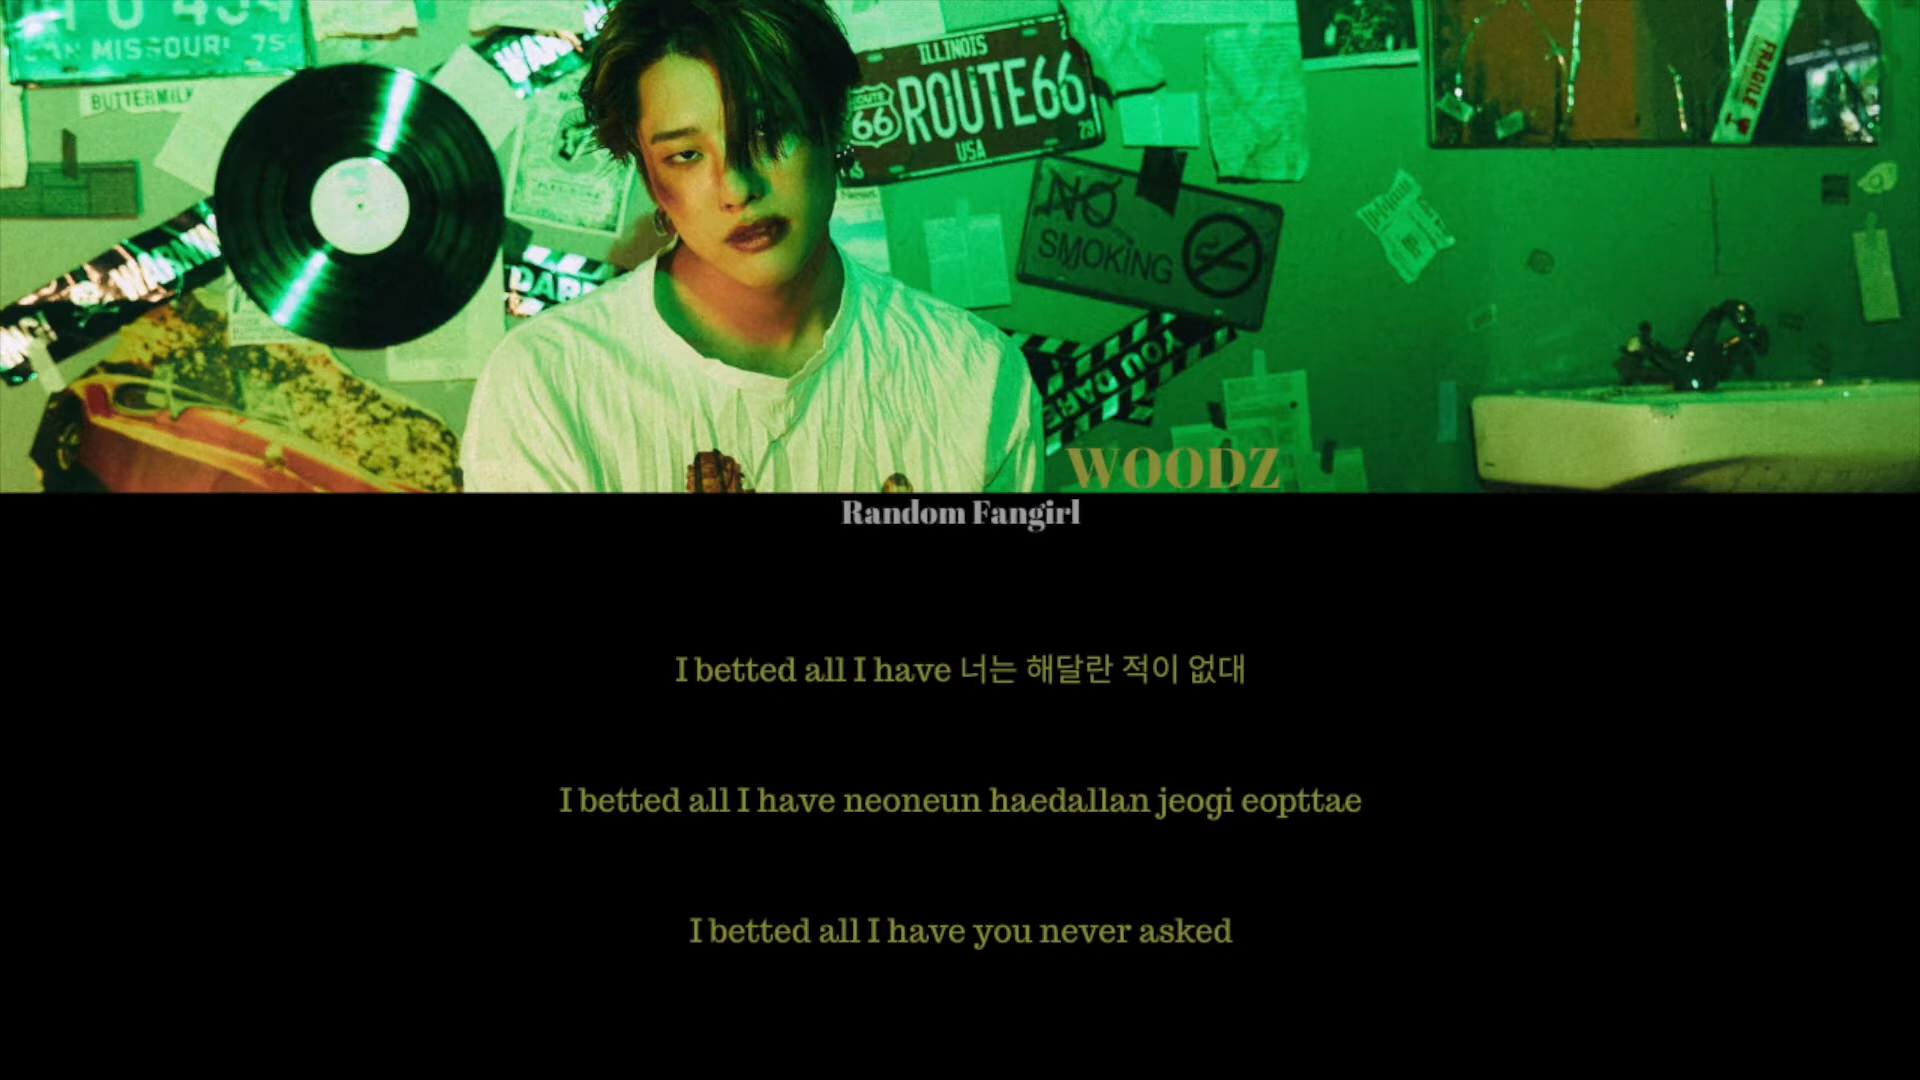 MISSOURI 75
BUTTERMILK
WARNIN
ILLINOIS
66 ROUTE66
USA
FRAGILE
NO
SMOKING
YOU DARE
WOODZ
Random Fangirl
I betted all I have 너는 해달란 적이 없대
I betted all I have neoneun haedallan jeogi eopttae
I betted all I have you never asked